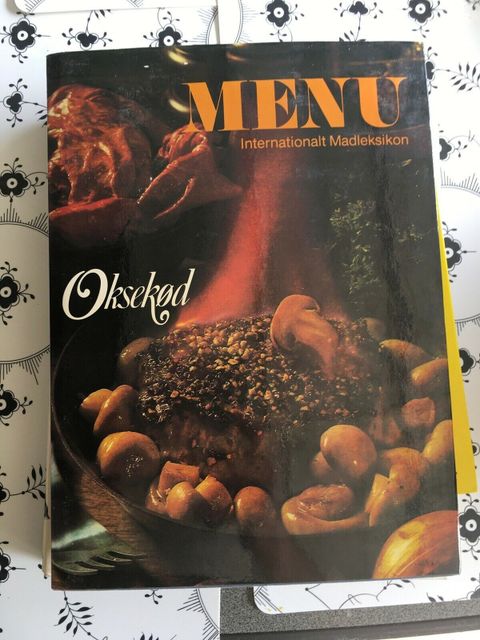 MENU
Internationalt Madleksikon
Oksekød